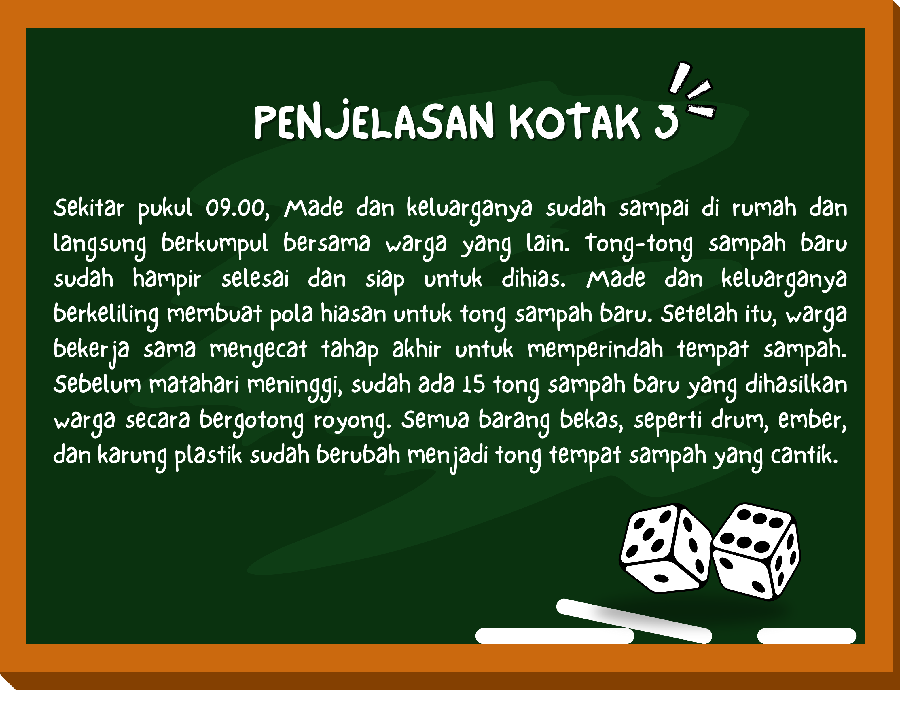 PENJELASAN KOTAK 3
Sekitar pukul 09.00, Made dan keluarganya sudah sampai di rumah dan
langsung berkumpul bersama warga yang lain. Tong-tong sampah baru
sudah hampir selesai dan siap untuk dihias. Made dan keluarganya
berkeliling membuat pola hiasan untuk tong sampah baru. Setelah itu, warga
bekerja sama mengecat tahap akhir untuk memperindah tempat sampah.
Sebelum matahari meninggi, sudah ada 15 tong sampah baru yang dihasilkan
warga secara bergotong royong. Semua barang bekas, seperti drum, ember,
dan karung plastik sudah berubah menjadi tong tempat sampah yang cantik.